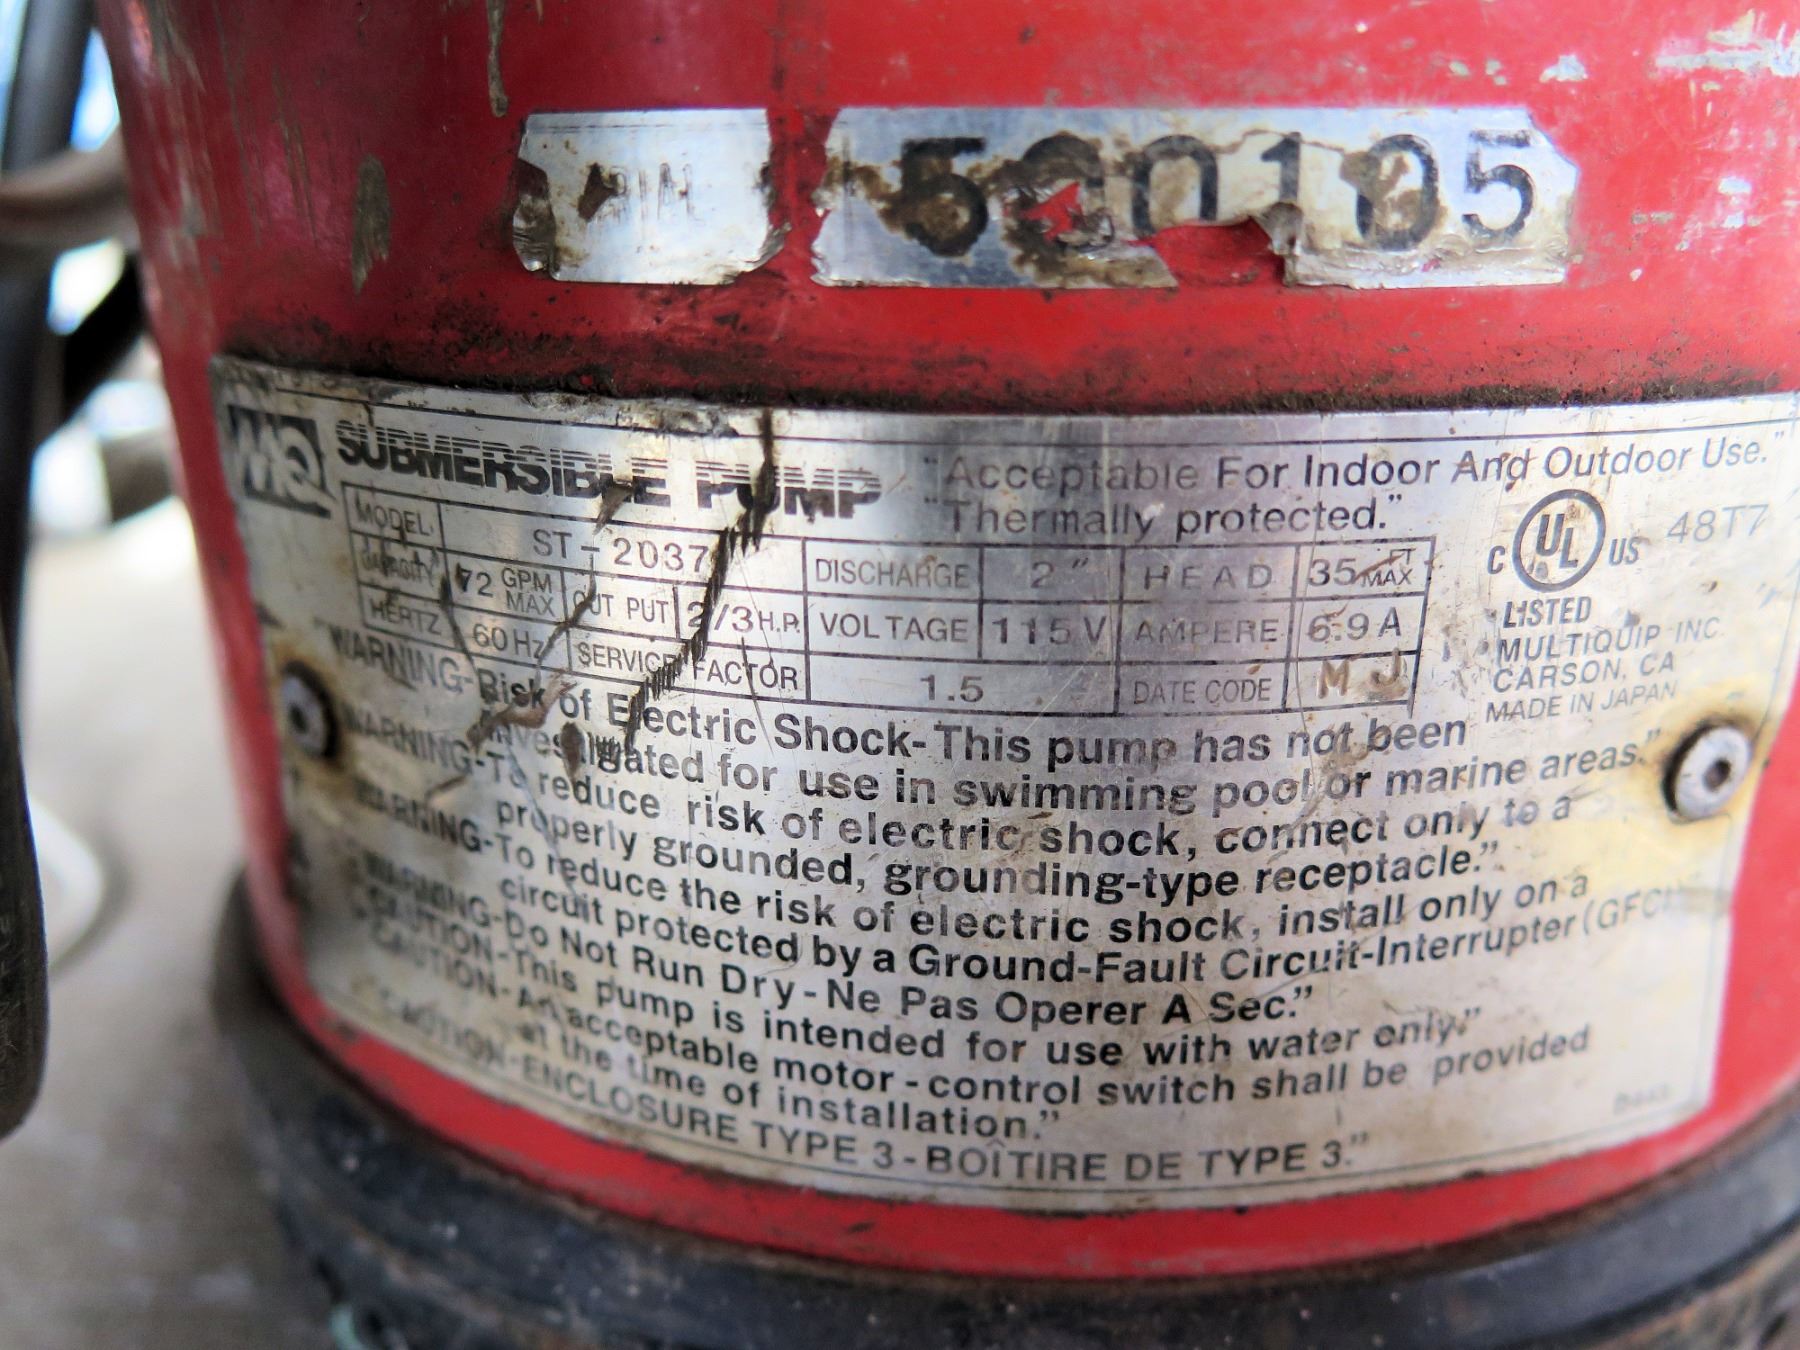 500105
MQ SUBMERSIBLE PUMP "Acceptable For Indoor And Outdoor Use."
"Thermally protected."
MODEL ST-2037 DISCHARGE 2" HEAD 35 FT MAX
CAPACITY 72 GPM MAX OUT PUT 2/3 H.P. VOLTAGE 115 V AMPERE 6.9 A
HERTZ 60 Hz SERVICE FACTOR 1.5 DATE CODE M J
C UL US 48T7
LISTED
MULTIQUIP INC.
CARSON, CA
MADE IN JAPAN
"WARNING-Risk of Electric Shock-This pump has not been
investigated for use in swimming pool or marine areas."
"WARNING-To reduce risk of electric shock, connect only to a
properly grounded, grounding-type receptacle."
"WARNING-To reduce the risk of electric shock, install only on a
circuit protected by a Ground-Fault Circuit-Interrupter (GFCI)"
"WARNING-Do Not Run Dry-Ne Pas Operer A Sec."
"CAUTION-This pump is intended for use with water only."
"CAUTION-An acceptable motor-control switch shall be provided
at the time of installation."
"CAUTION-ENCLOSURE TYPE 3-BOÎTIRE DE TYPE 3."